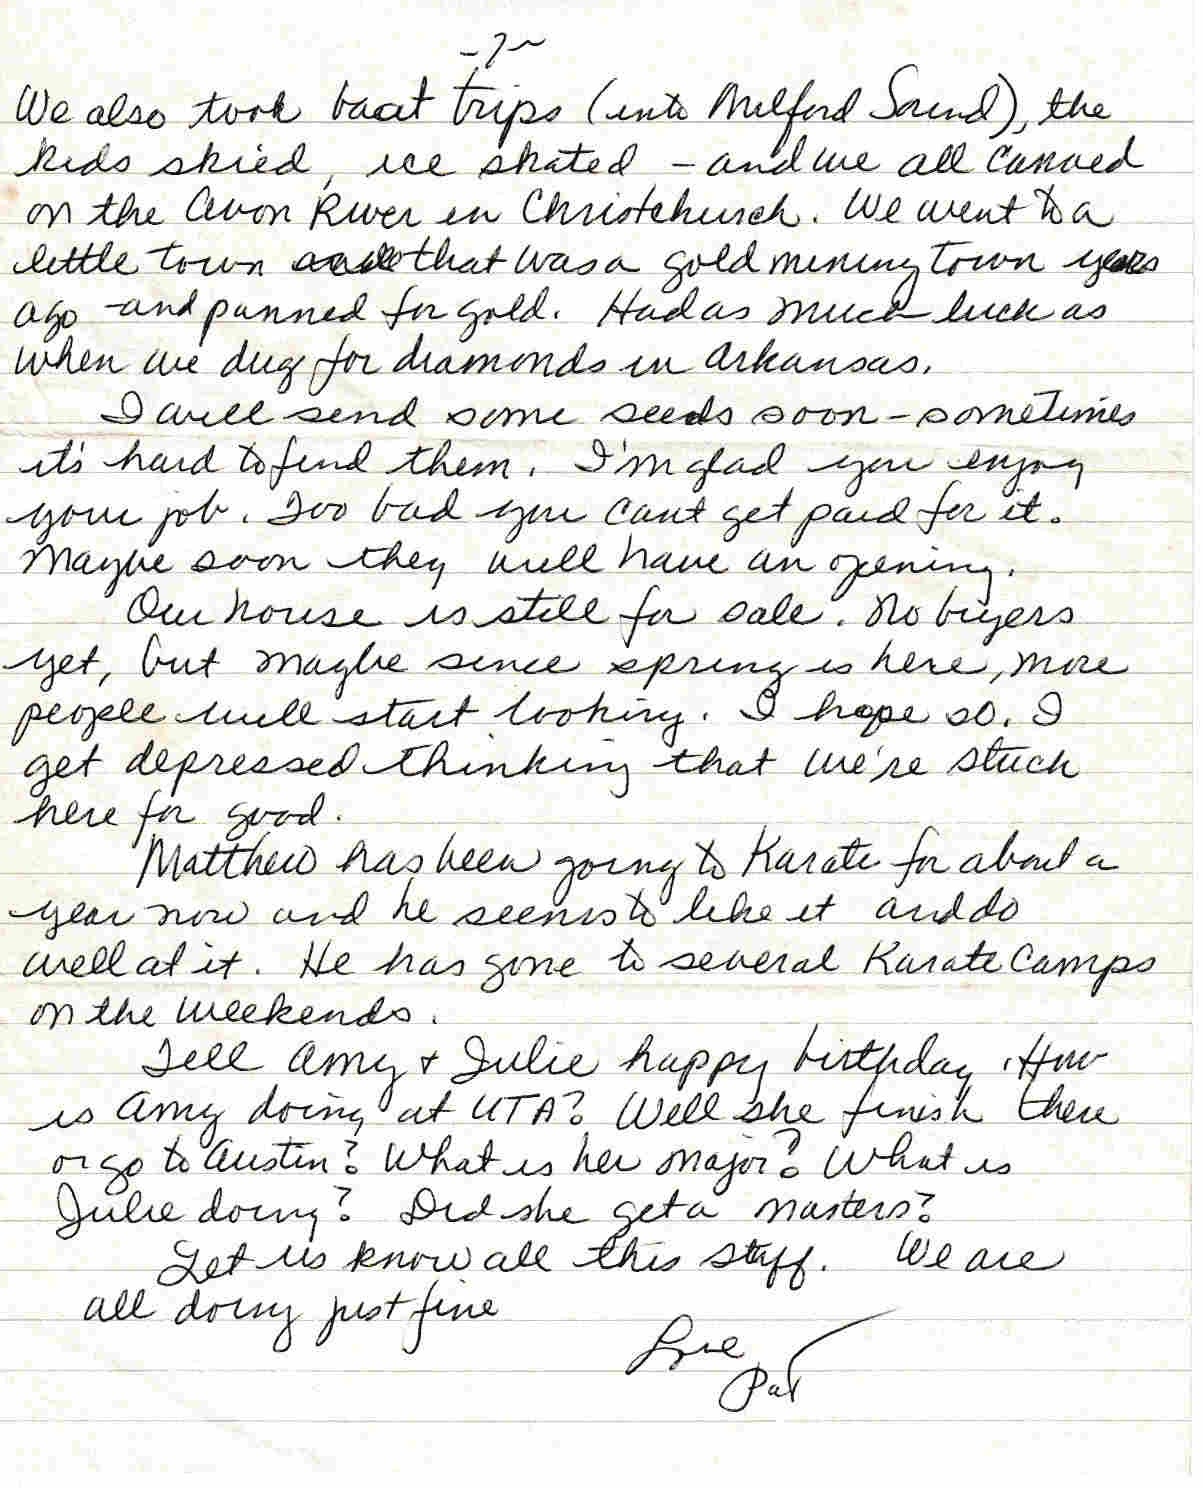 -7-
We also took boat trips (into Milford Sound), the
kids skied, ice skated - and we all canoed
on the Avon River in Christchurch. We went to a
little town that was a gold mining town years
ago - and panned for gold. Had as much luck as
when we dug for diamonds in Arkansas.
I will send some seeds soon - sometimes
it's hard to find them. I'm glad you enjoy
your job. Too bad you cant get paid for it.
Maybe soon they will have an opening.
Our house is still for sale. No buyers
yet, but maybe since spring is here, more
people will start looking. I hope so. I
get depressed thinking that we're stuck
here for good.
Matthew has been going to Karate for about a
year now and he seems to like it and do
well at it. He has gone to several Karate Camps
on the weekends.
Tell Amy + Julie happy birthday. How
is Amy doing at UTA? Will she finish there
or go to Austin? What is her major? What is
Julie doing? Did she get a masters?
Let us know all this stuff. We are
all doing just fine
Love,
Pat